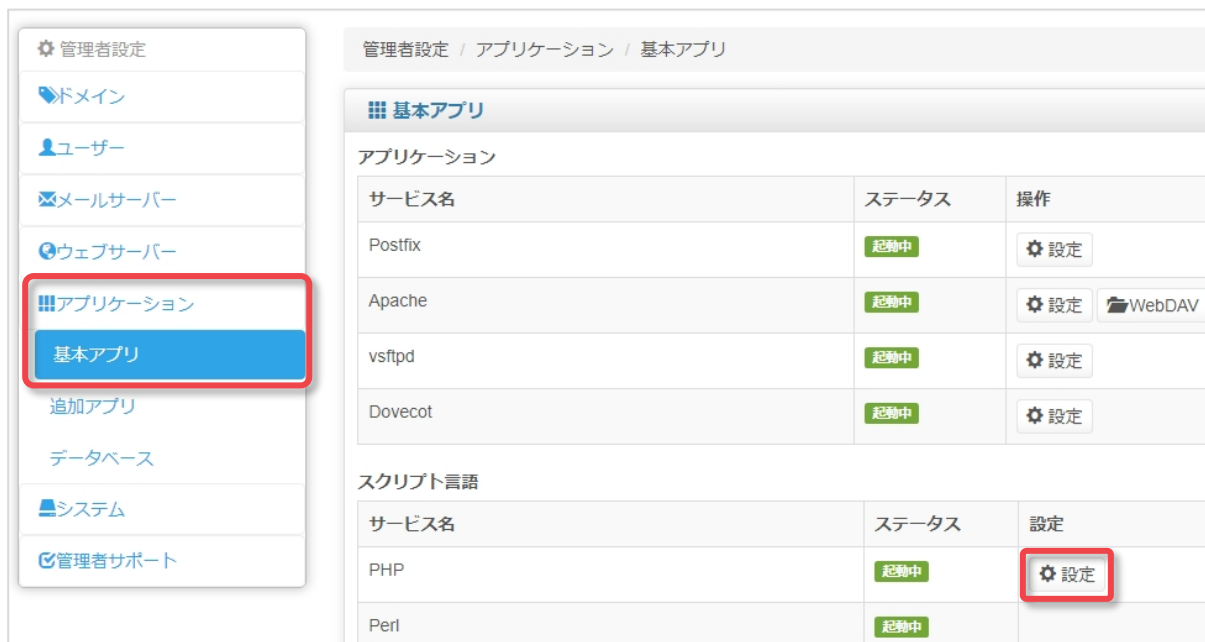 管理者設定
ドメイン
ユーザー
メールサーバー
ウェブサーバー
アプリケーション
基本アプリ
追加アプリ
データベース
システム
管理者サポート
管理者設定 / アプリケーション / 基本アプリ
基本アプリ
アプリケーション
サービス名 ステータス 操作
Postfix 起動中 設定
Apache 起動中 設定 WebDAV
vsftpd 起動中 設定
Dovecot 起動中 設定
スクリプト言語
サービス名 ステータス 設定
PHP 起動中 設定
Perl 起動中